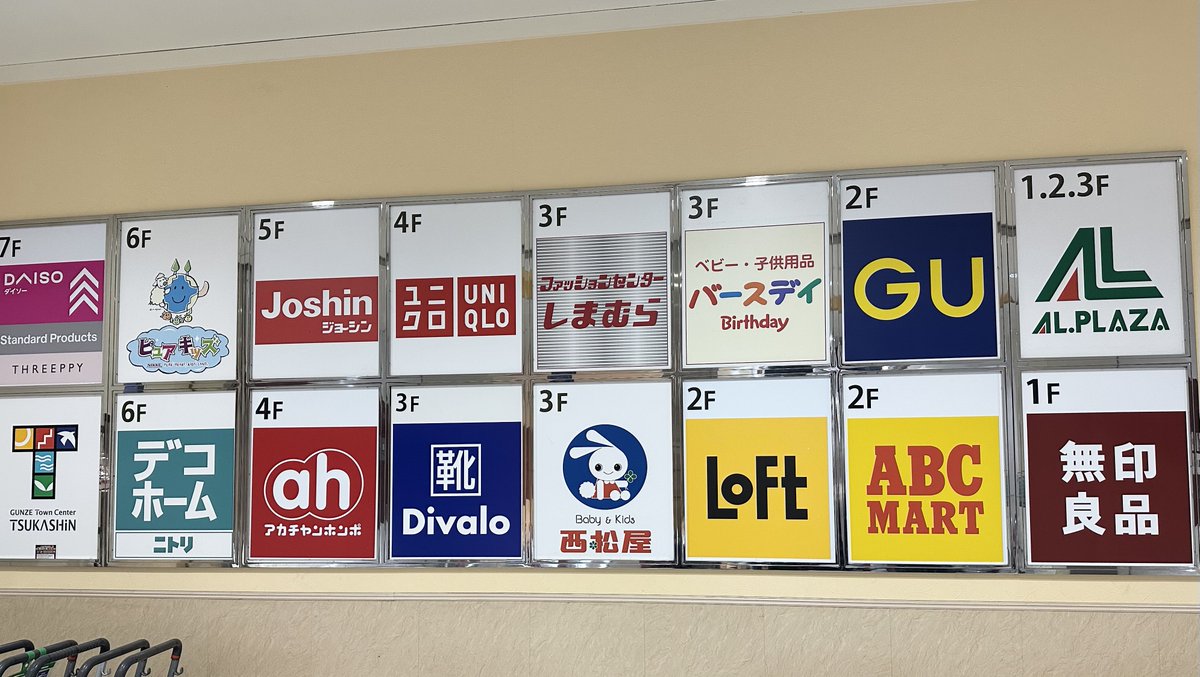 7F
DAISO
ダイソー
Standard Products
THREEPPY
6F
ピュアキッズ
5F
Joshin
ジョーシン
4F
ユニ
クロ
UNI
QLO
3F
ファッションセンター
しまむら
3F
ベビー・子供用品
バースデイ
Birthday
2F
GU
1.2.3F
AL
AL.PLAZA
GUNZE Town Center
TSUKASHiN
6F
デコ
ホーム
ニトリ
4F
ah
アカチャンホンポ
3F
靴
Divalo
3F
Baby & Kids
西松屋
2F
LOFT
2F
ABC
MART
1F
無印
良品